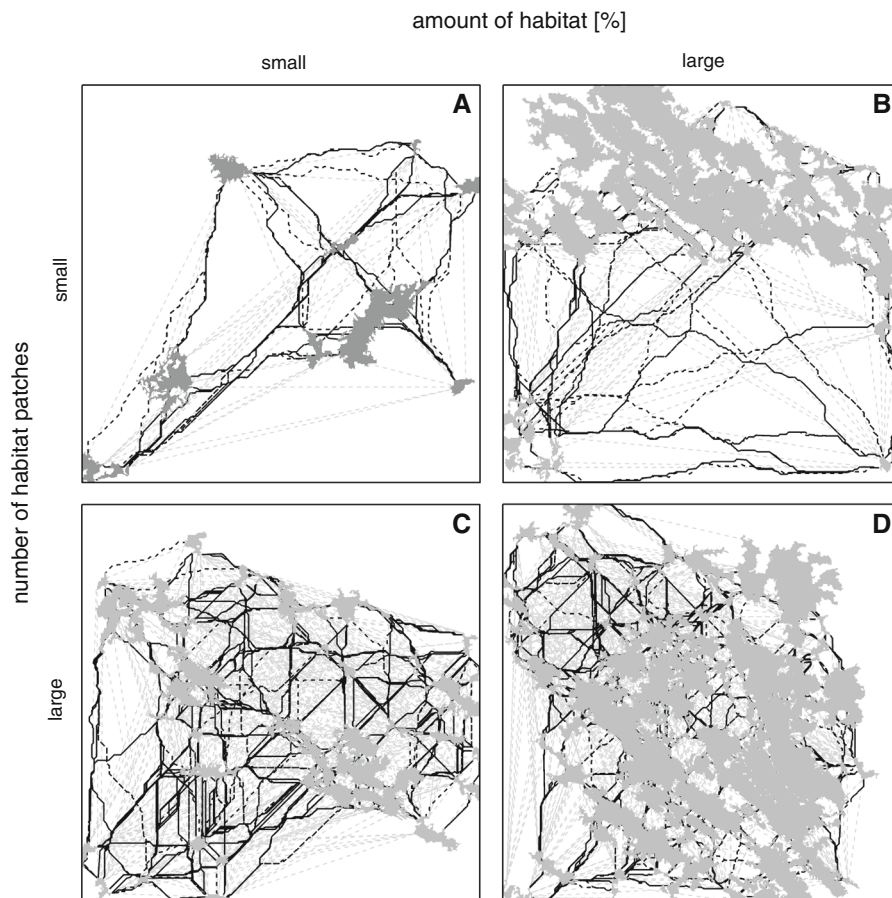 amount of habitat [%]
small
large
A
B
number of habitat patches
small
C
D
large